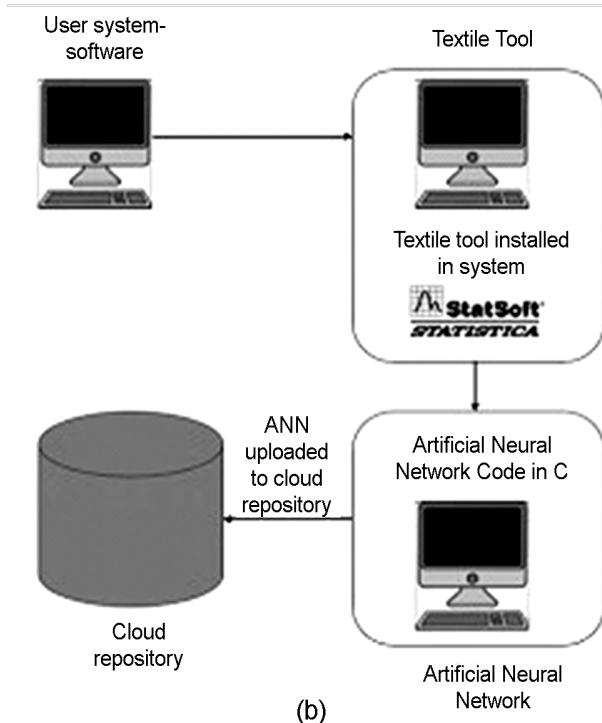 User system-
software
Textile Tool
Textile tool installed
in system
StatSoft®
STATISTICA
ANN
uploaded
to cloud
repository
Artificial Neural
Network Code in C
Cloud
repository
Artificial Neural
Network
(b)